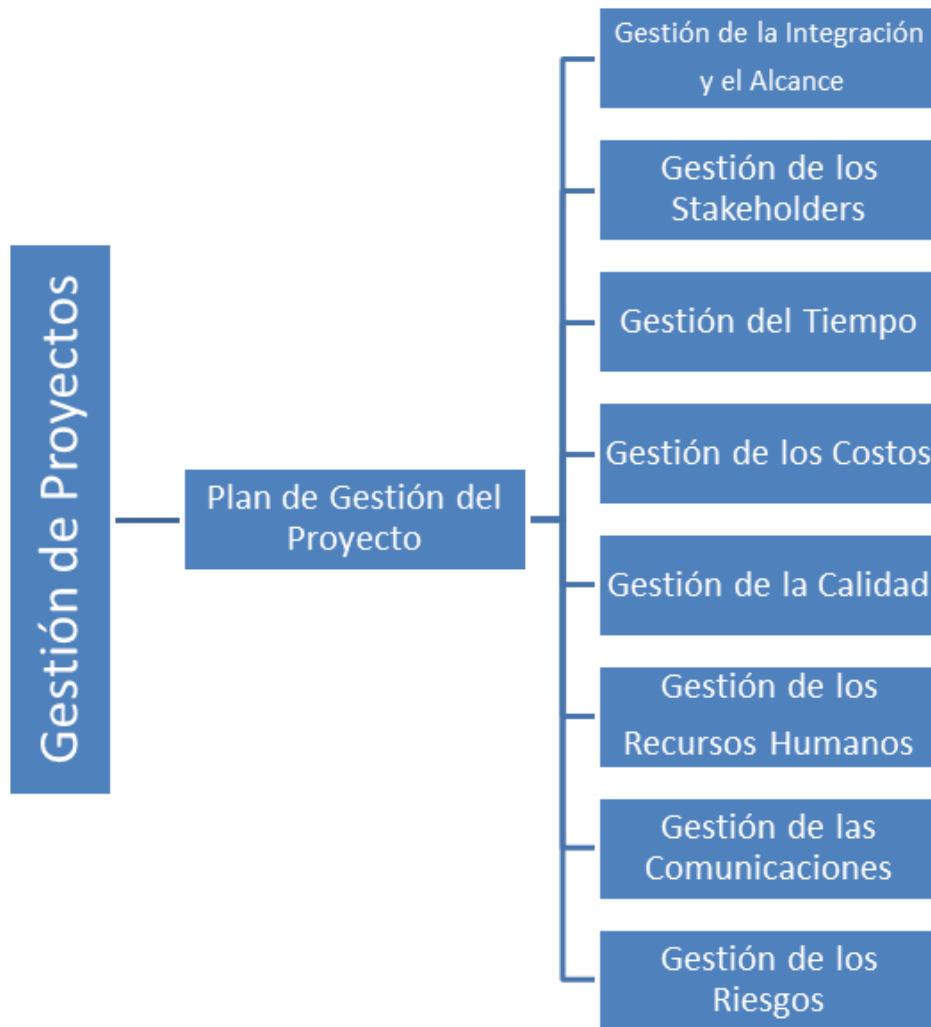 Gestión de Proyectos
Plan de Gestión del
Proyecto
Gestión de la Integración
y el Alcance
Gestión de los
Stakeholders
Gestión del Tiempo
Gestión de los Costos
Gestión de la Calidad
Gestión de los
Recursos Humanos
Gestión de las
Comunicaciones
Gestión de los
Riesgos